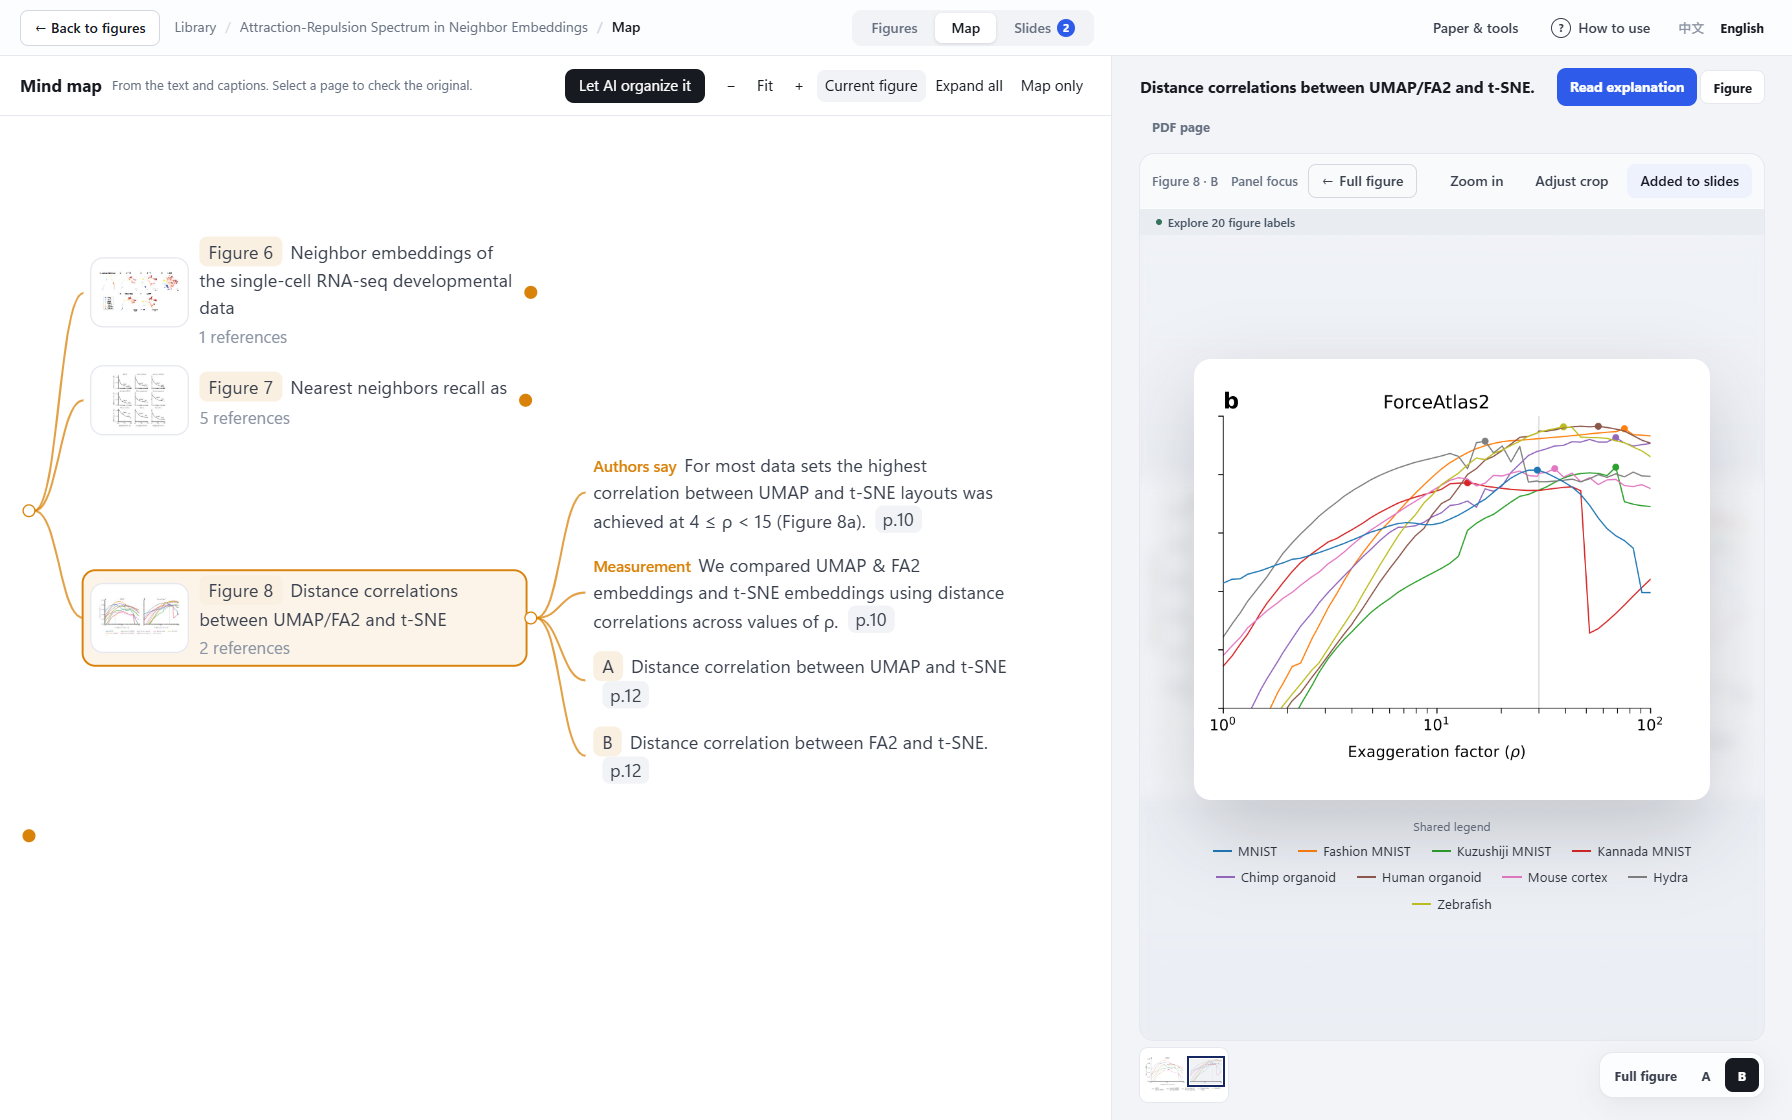 ← Back to figures
Library / Attraction-Repulsion Spectrum in Neighbor Embeddings / Map
Figures Map Slides 2
Paper & tools
? How to use
中文 English
Mind map From the text and captions. Select a page to check the original.
Let AI organize it − Fit + Current figure Expand all Map only
Figure 6 Neighbor embeddings of
the single-cell RNA-seq developmental
data
1 references
Figure 7 Nearest neighbors recall as
5 references
Figure 8 Distance correlations
between UMAP/FA2 and t-SNE
2 references
Authors say For most data sets the highest
correlation between UMAP and t-SNE layouts was
achieved at 4 ≤ ρ < 15 (Figure 8a). p.10
Measurement We compared UMAP & FA2
embeddings and t-SNE embeddings using distance
correlations across values of ρ. p.10
A Distance correlation between UMAP and t-SNE
p.12
B Distance correlation between FA2 and t-SNE.
p.12
Distance correlations between UMAP/FA2 and t-SNE. Read explanation Figure
PDF page
Figure 8 · B Panel focus ← Full figure Zoom in Adjust crop Added to slides
Explore 20 figure labels
b ForceAtlas2
10⁰ 10¹ 10²
Exaggeration factor (ρ)
Shared legend
MNIST Fashion MNIST Kuzushiji MNIST Kannada MNIST
Chimp organoid Human organoid Mouse cortex Hydra
Zebrafish
Full figure A B